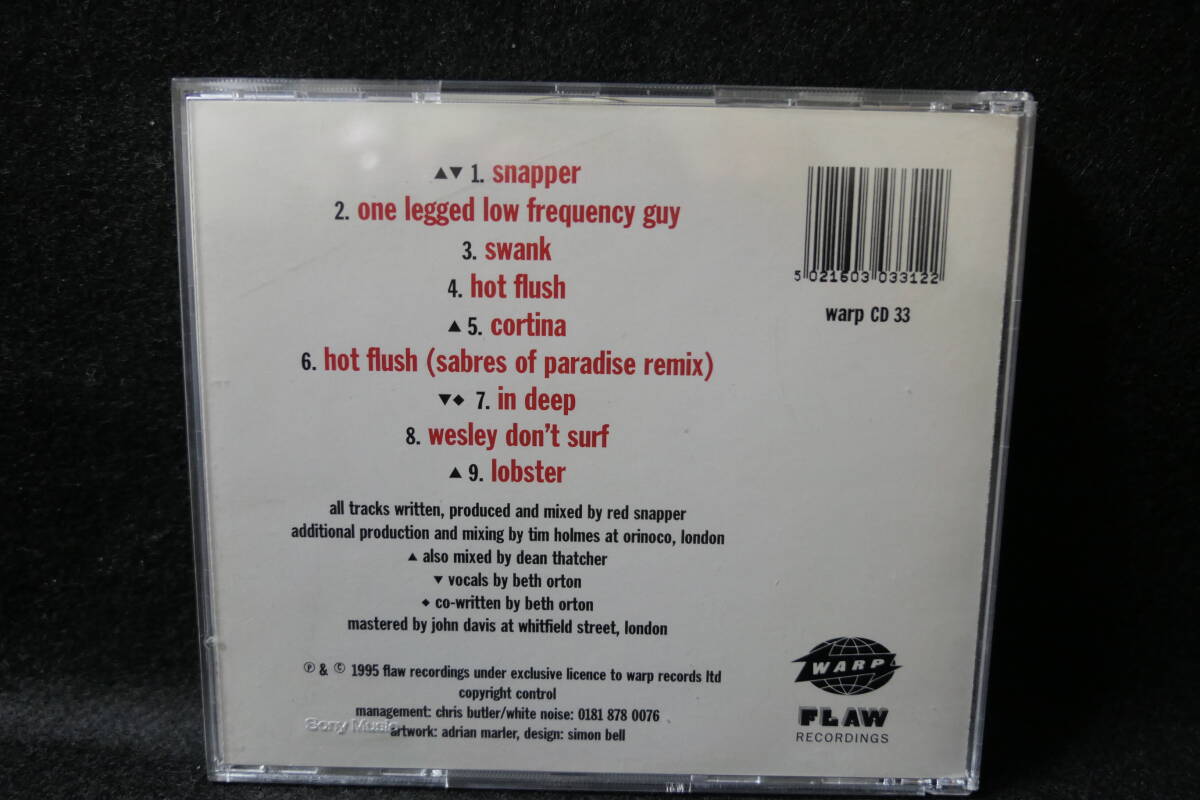 ▲▼ 1. snapper
2. one legged low frequency guy
3. swank
4. hot flush
▲ 5. cortina
6. hot flush (sabres of paradise remix)
▼◆ 7. in deep
8. wesley don't surf
▲ 9. lobster
all tracks written, produced and mixed by red snapper
additional production and mixing by tim holmes at orinoco, london
▲ also mixed by dean thatcher
▼ vocals by beth orton
◆ co-written by beth orton
mastered by john davis at whitfield street, london
℗ & © 1995 flaw recordings under exclusive licence to warp records ltd
copyright control
management: chris butler/white noise: 0181 878 0076
Sony Music
artwork: adrian marler, design: simon bell
5 021603 033122
warp CD 33
WARP
FLAW
RECORDINGS